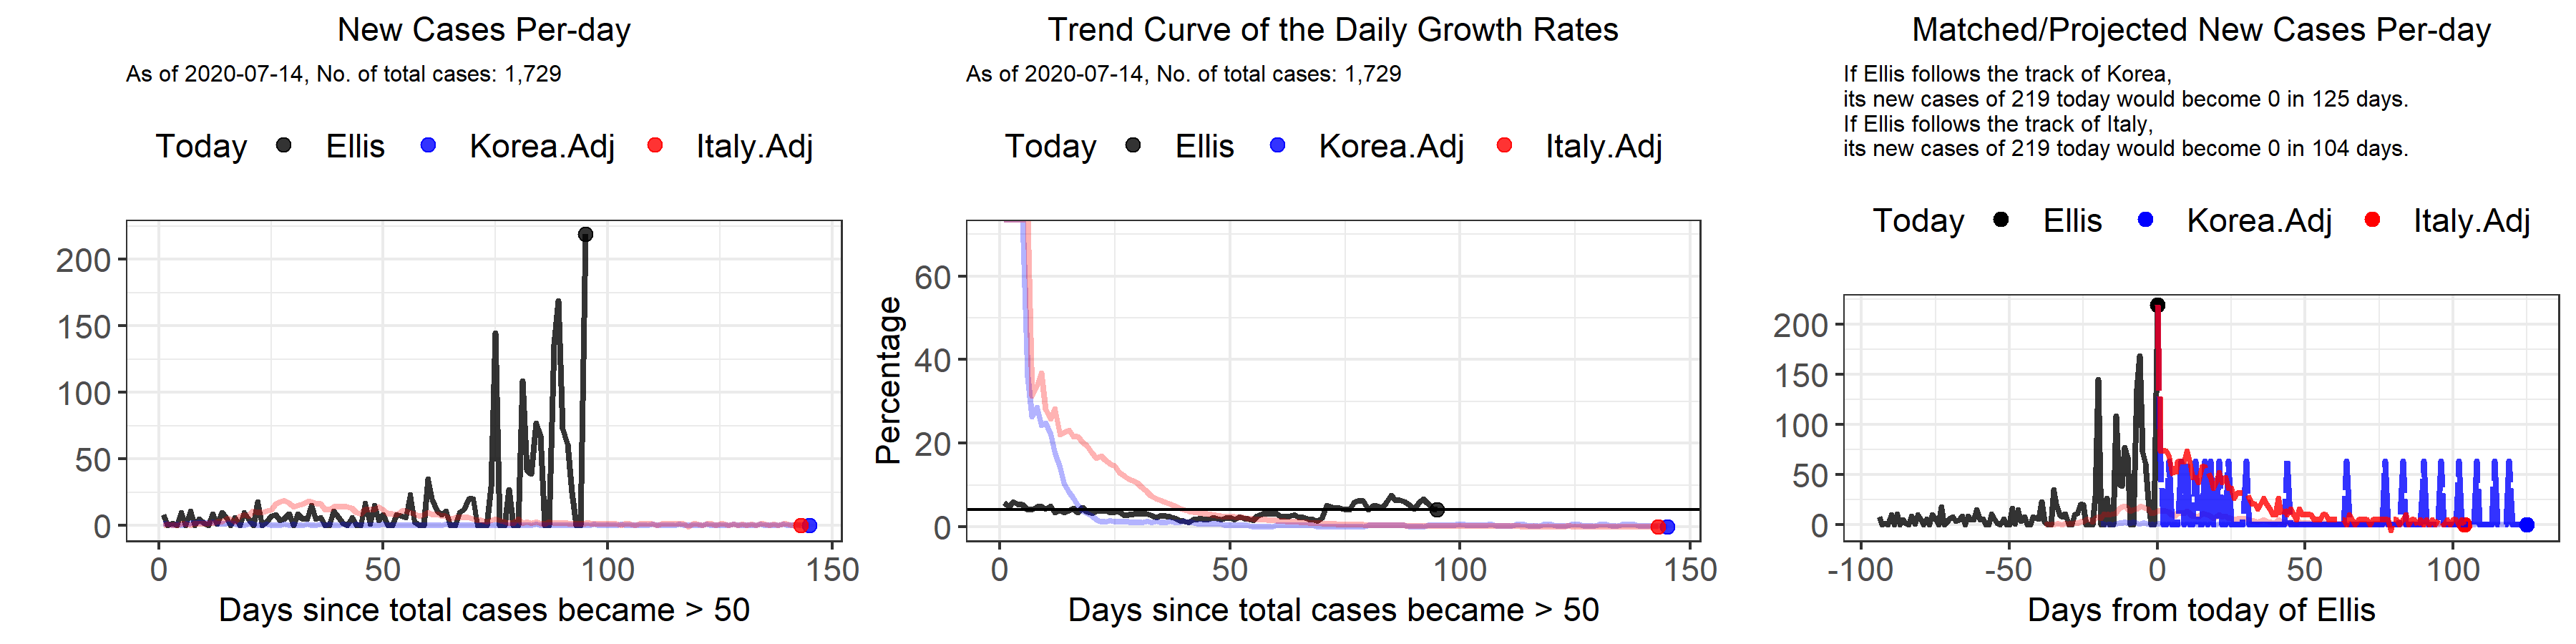 New Cases Per-day
As of 2020-07-14, No. of total cases: 1,729
Today Ellis Korea.Adj Italy.Adj
200
150
100
50
0
0 50 100 150
Days since total cases became > 50
Trend Curve of the Daily Growth Rates
As of 2020-07-14, No. of total cases: 1,729
Today Ellis Korea.Adj Italy.Adj
Percentage
60
40
20
0
0 50 100 150
Days since total cases became > 50
Matched/Projected New Cases Per-day
If Ellis follows the track of Korea,
its new cases of 219 today would become 0 in 125 days.
If Ellis follows the track of Italy,
its new cases of 219 today would become 0 in 104 days.
Today Ellis Korea.Adj Italy.Adj
200
150
100
50
0
-100 -50 0 50 100
Days from today of Ellis